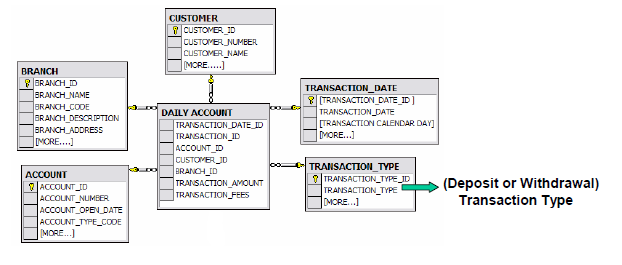 CUSTOMER
CUSTOMER_ID
CUSTOMER_NUMBER
CUSTOMER_NAME
[MORE.....]
BRANCH
BRANCH_ID
BRANCH_NAME
BRANCH_CODE
BRANCH_DESCRIPTION
BRANCH_ADDRESS
[MORE....]
TRANSACTION_DATE
[TRANSACTION_DATE_ID ]
TRANSACTION_DATE
[TRANSACTION CALENDAR DAY]
[MORE...]
DAILY ACCOUNT
TRANSACTION_DATE_ID
TRANSACTION_ID
ACCOUNT_ID
CUSTOMER_ID
BRANCH_ID
TRANSACTION_AMOUNT
TRANSACTION_FEES
ACCOUNT
ACCOUNT_ID
ACCOUNT_NUMBER
ACCOUNT_OPEN_DATE
ACCOUNT_TYPE_CODE
[MORE...]
TRANSACTION_TYPE
TRANSACTION_TYPE_ID
TRANSACTION_TYPE
[MORE...]
(Deposit or Withdrawal)
Transaction Type